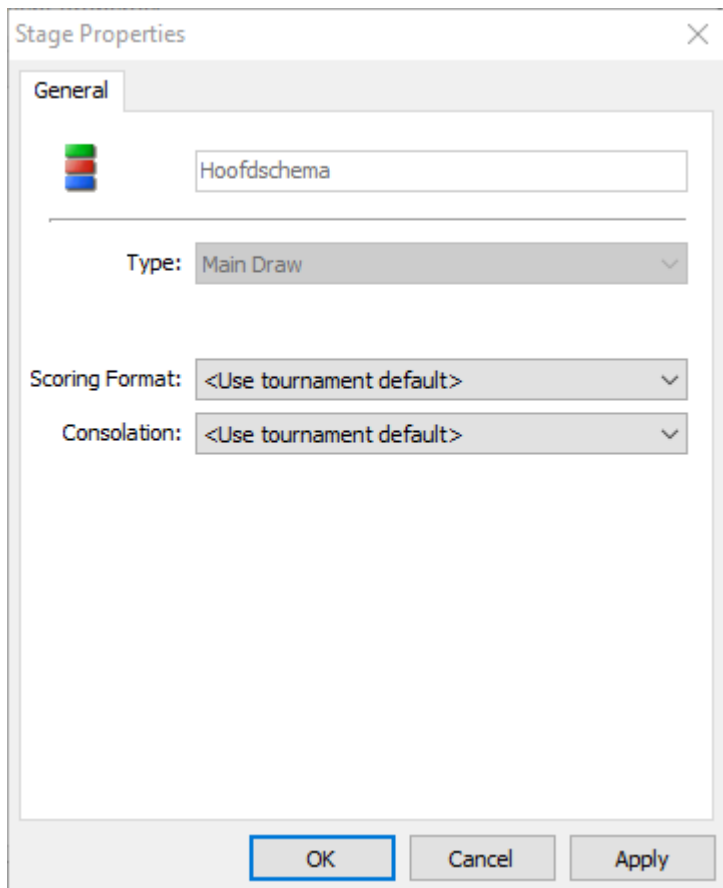 Stage Properties
General
Hoofdschema
Type: Main Draw
Scoring Format: <Use tournament default>
Consolation: <Use tournament default>
OK Cancel Apply